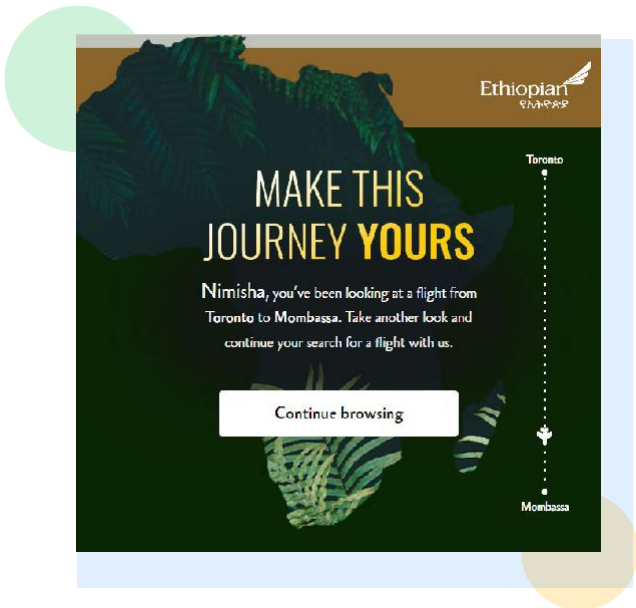 Ethiopian
የኢትዮጵያ
Toronto
MAKE THIS
JOURNEY YOURS
Nimisha, you've been looking at a flight from
Toronto to Mombassa. Take another look and
continue your search for a flight with us.
Continue browsing
Mombassa